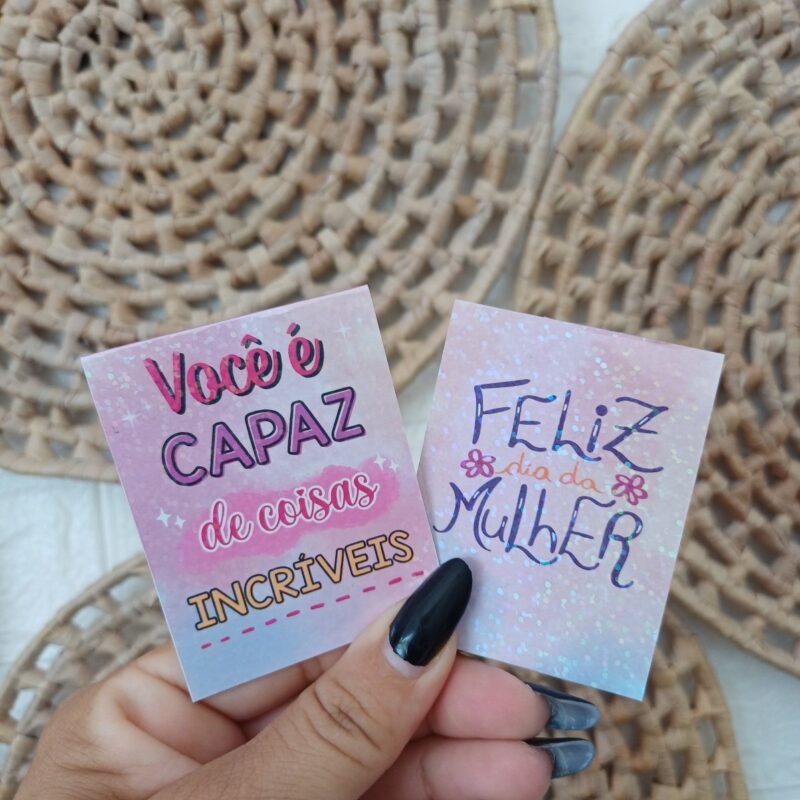 Você é
CAPAZ
de coisas
INCRÍVEIS
FELIZ
dia da
MulhER